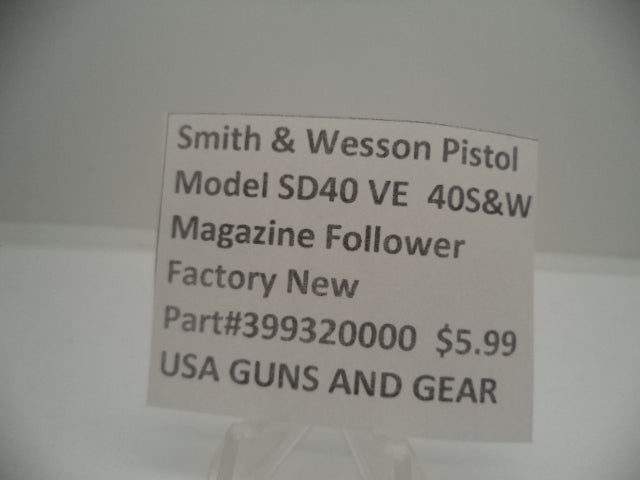 Smith & Wesson Pistol
Model SD40 VE 40S&W
Magazine Follower
Factory New
Part#399320000 $5.99
USA GUNS AND GEAR